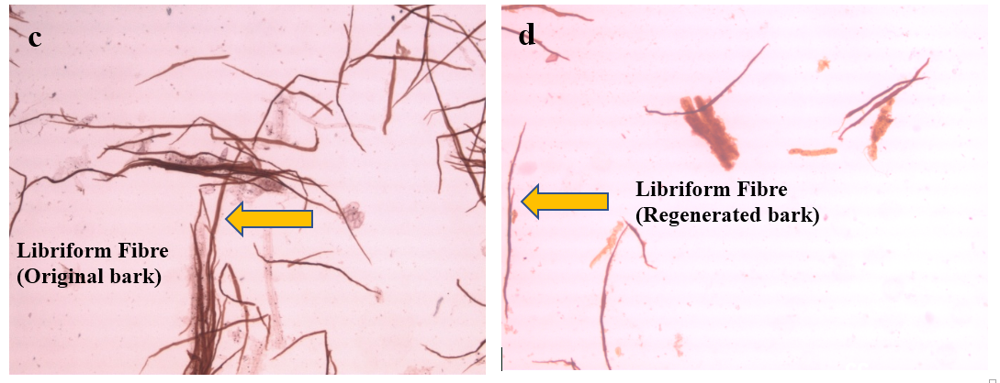 c
Libriform Fibre
(Original bark)
d
Libriform Fibre
(Regenerated bark)